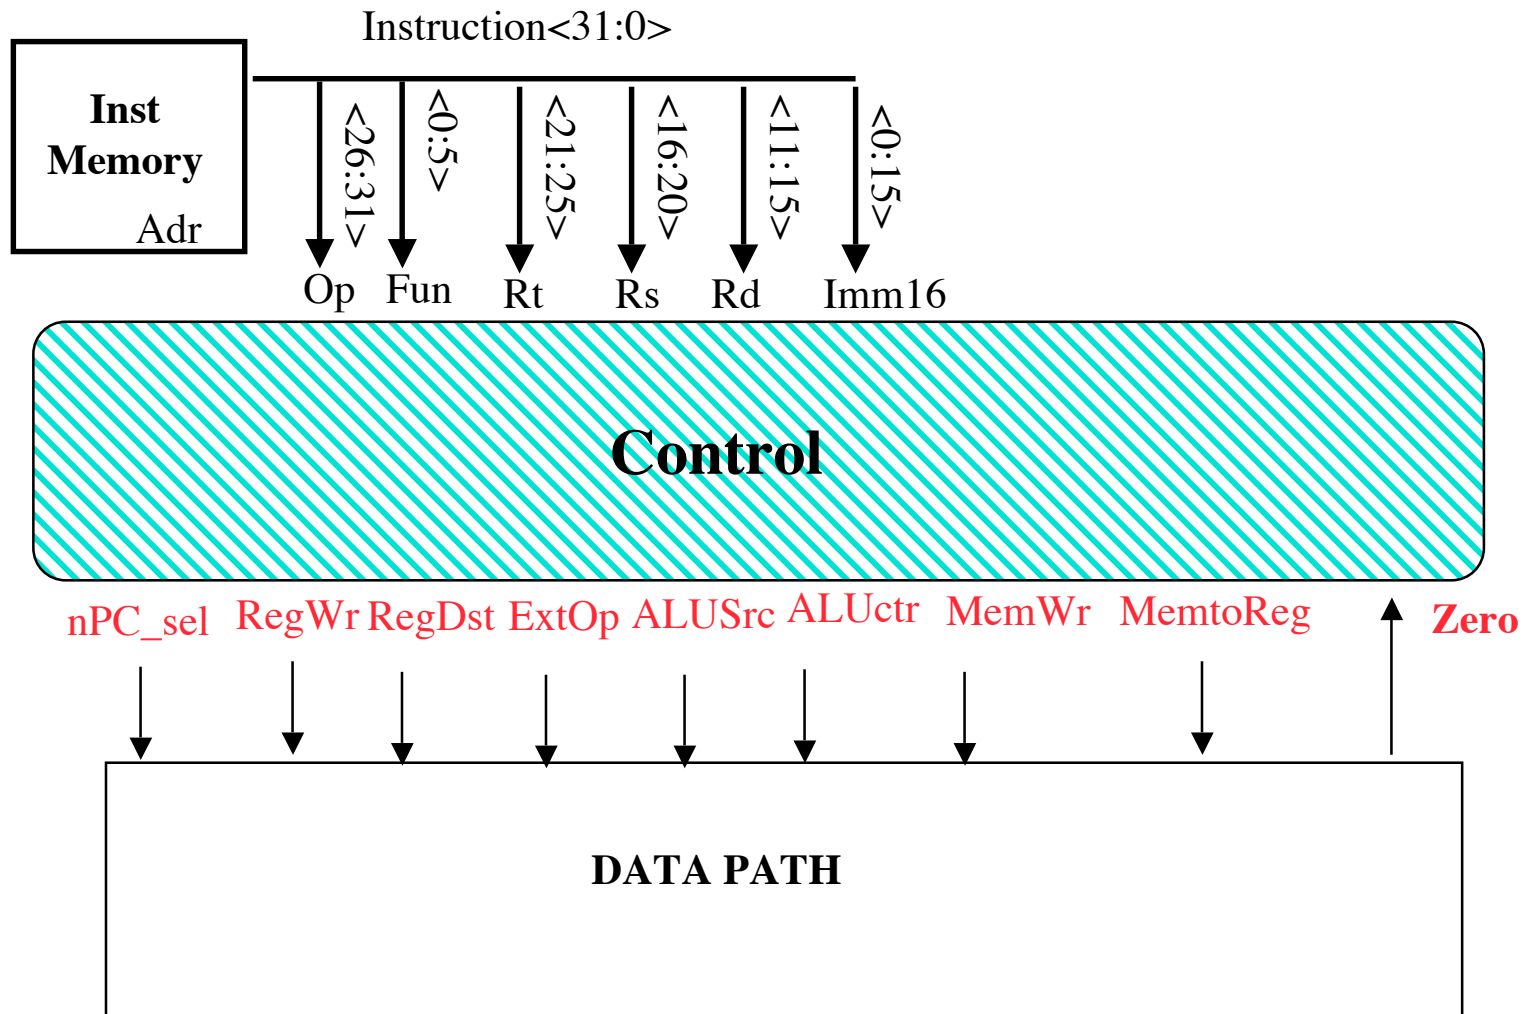 Instruction<31:0>
Inst
Memory
Adr
<26:31>
<0:5>
<21:25>
<16:20>
<11:15>
<0:15>
Op Fun Rt Rs Rd Imm16
Control
nPC_sel RegWr RegDst ExtOp ALUSrc ALUctr MemWr MemtoReg Zero
DATA PATH